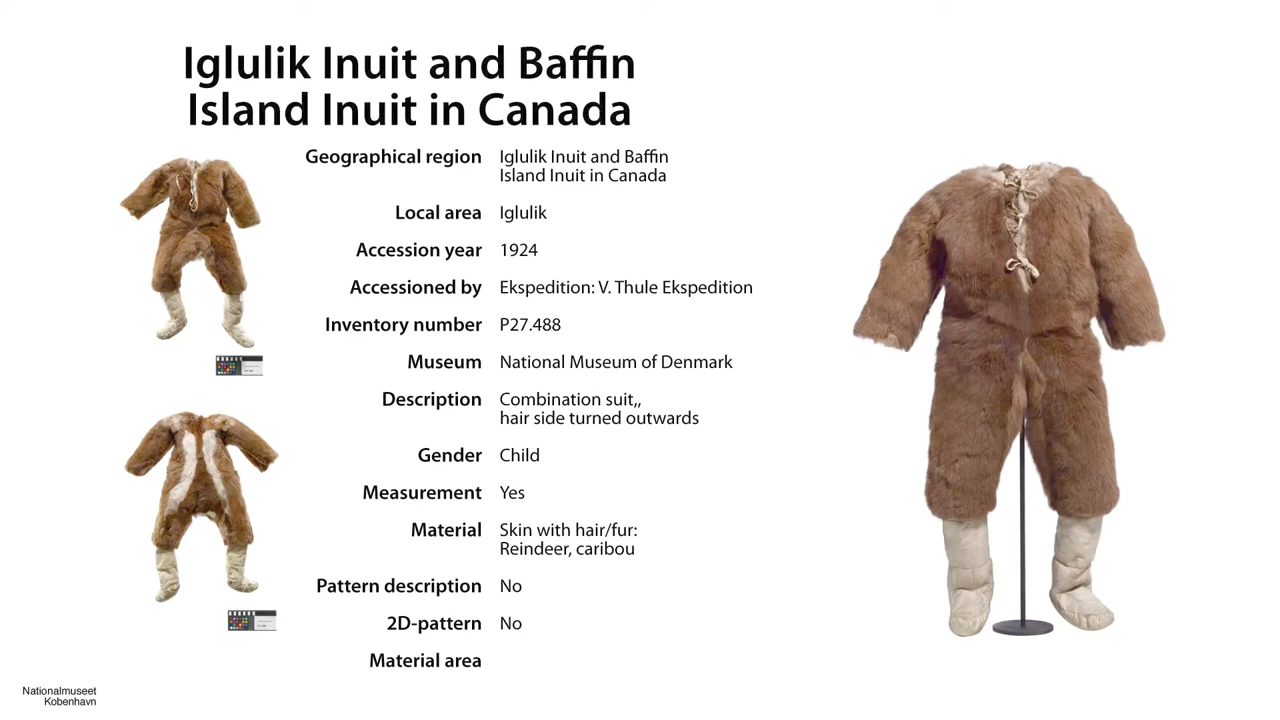 Iglulik Inuit and Baffin
Island Inuit in Canada
Geographical region Iglulik Inuit and Baffin
Island Inuit in Canada
Local area Iglulik
Accession year 1924
Accessioned by Ekspedition: V. Thule Ekspedition
Inventory number P27.488
Museum National Museum of Denmark
Description Combination suit,,
hair side turned outwards
Gender Child
Measurement Yes
Material Skin with hair/fur:
Reindeer, caribou
Pattern description No
2D-pattern No
Material area
Nationalmuseet
Kobenhavn